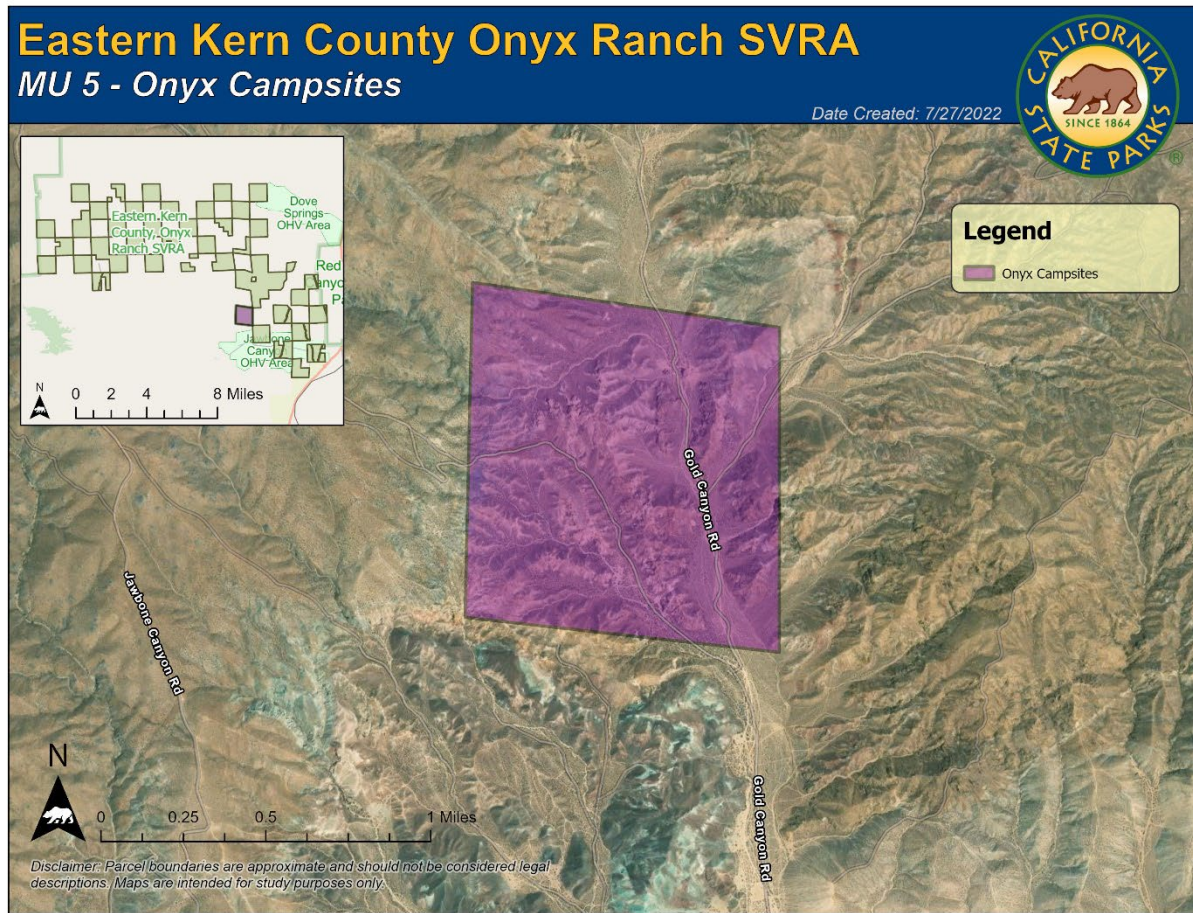 Eastern Kern County Onyx Ranch SVRA
MU 5 - Onyx Campsites
Date Created: 7/27/2022
CALIFORNIA
SINCE 1864
STATE PARKS
®
Dove
Springs
OHV Area
Eastern Kern
County, Onyx
Ranch SVRA
Red
anyo
Pa
Jawbone
Canyo
OHV Area
N
0 2 4 8 Miles
Legend
Onyx Campsites
Gold Canyon Rd
Jawbone Canyon Rd
Gold Canyon Rd
N
0 0.25 0.5 1 Miles
Disclaimer: Parcel boundaries are approximate and should not be considered legal
descriptions. Maps are intended for study purposes only.